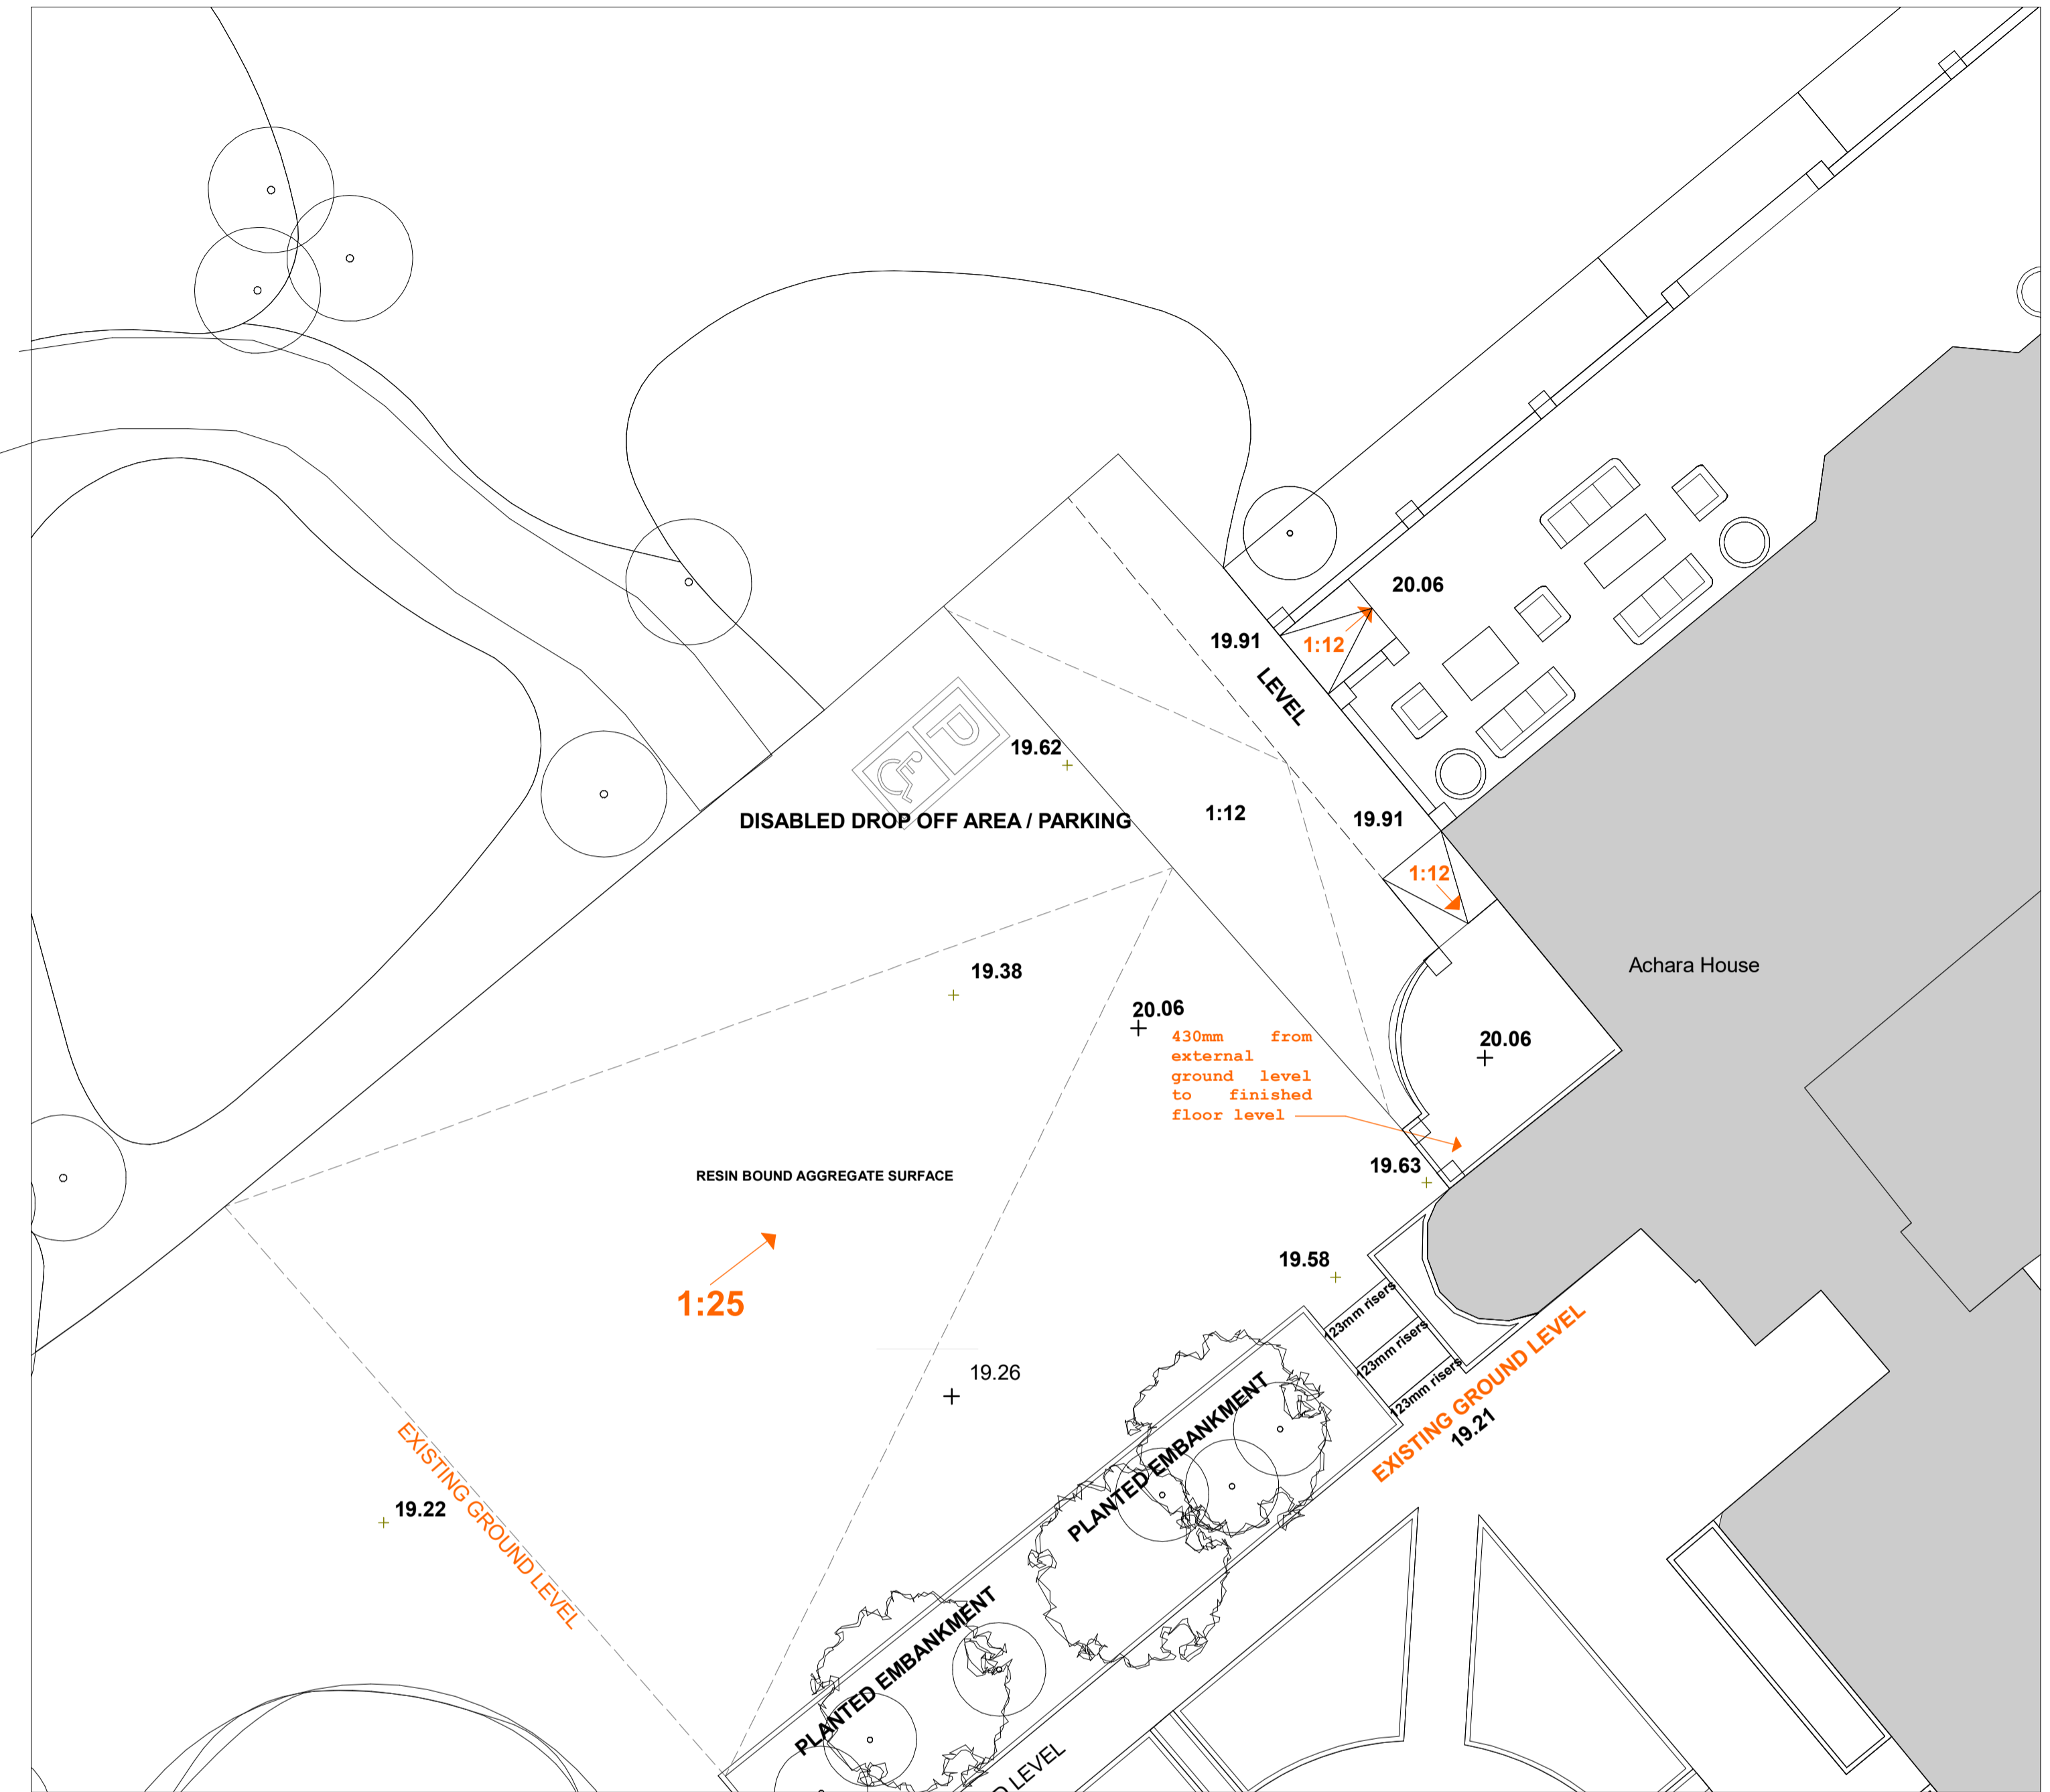 20.06
19.91
1:12
LEVEL
P
19.62
DISABLED DROP OFF AREA / PARKING
1:12
19.91
1:12
Achara House
19.38
20.06
430mm from
external
ground level
to finished
floor level
20.06
19.63
RESIN BOUND AGGREGATE SURFACE
1:25
19.58
123mm risers
123mm risers
123mm risers
EXISTING GROUND LEVEL
19.21
19.26
PLANTED EMBANKMENT
EXISTING GROUND LEVEL
19.22
PLANTED EMBANKMENT
LEVEL